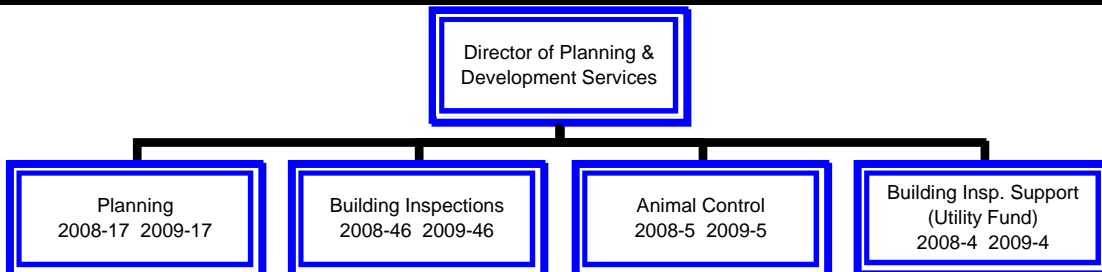 Director of Planning &
Development Services
Planning
2008-17  2009-17
Building Inspections
2008-46  2009-46
Animal Control
2008-5  2009-5
Building Insp. Support
(Utility Fund)
2008-4  2009-4